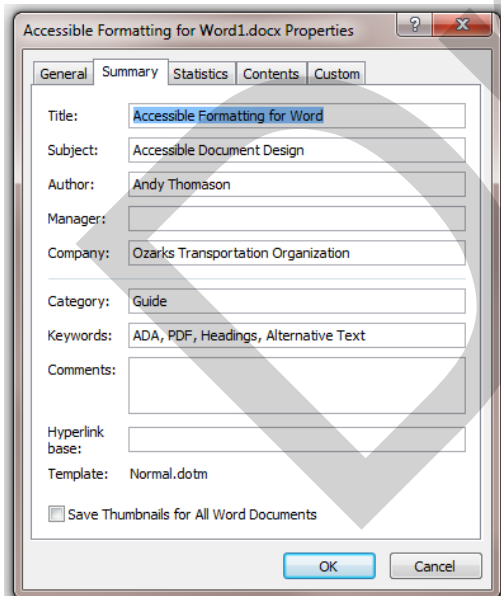 Accessible Formatting for Word1.docx Properties
? X
General Summary Statistics Contents Custom
Title: Accessible Formatting for Word
Subject: Accessible Document Design
Author: Andy Thomason
Manager:
Company: Ozarks Transportation Organization
Category: Guide
Keywords: ADA, PDF, Headings, Alternative Text
Comments:
Hyperlink
base:
Template: Normal.dotm
Save Thumbnails for All Word Documents
OK Cancel